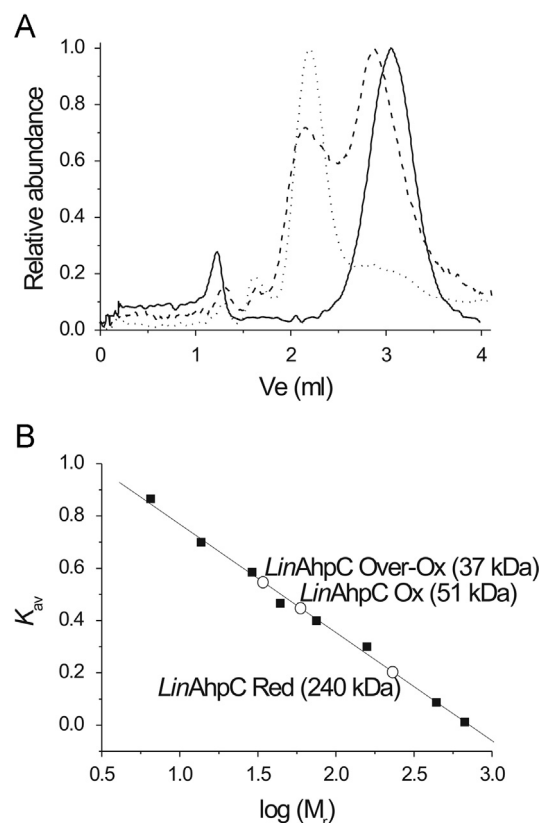 A
Relative abundance
1.0
0.8
0.6
0.4
0.2
0.0
0 1 2 3 4
Ve (ml)
B
K_av
1.0
0.8
0.6
0.4
0.2
0.0
LinAhpC Over-Ox (37 kDa)
LinAhpC Ox (51 kDa)
LinAhpC Red (240 kDa)
0.5 1.0 1.5 2.0 2.5 3.0
log (M_r)